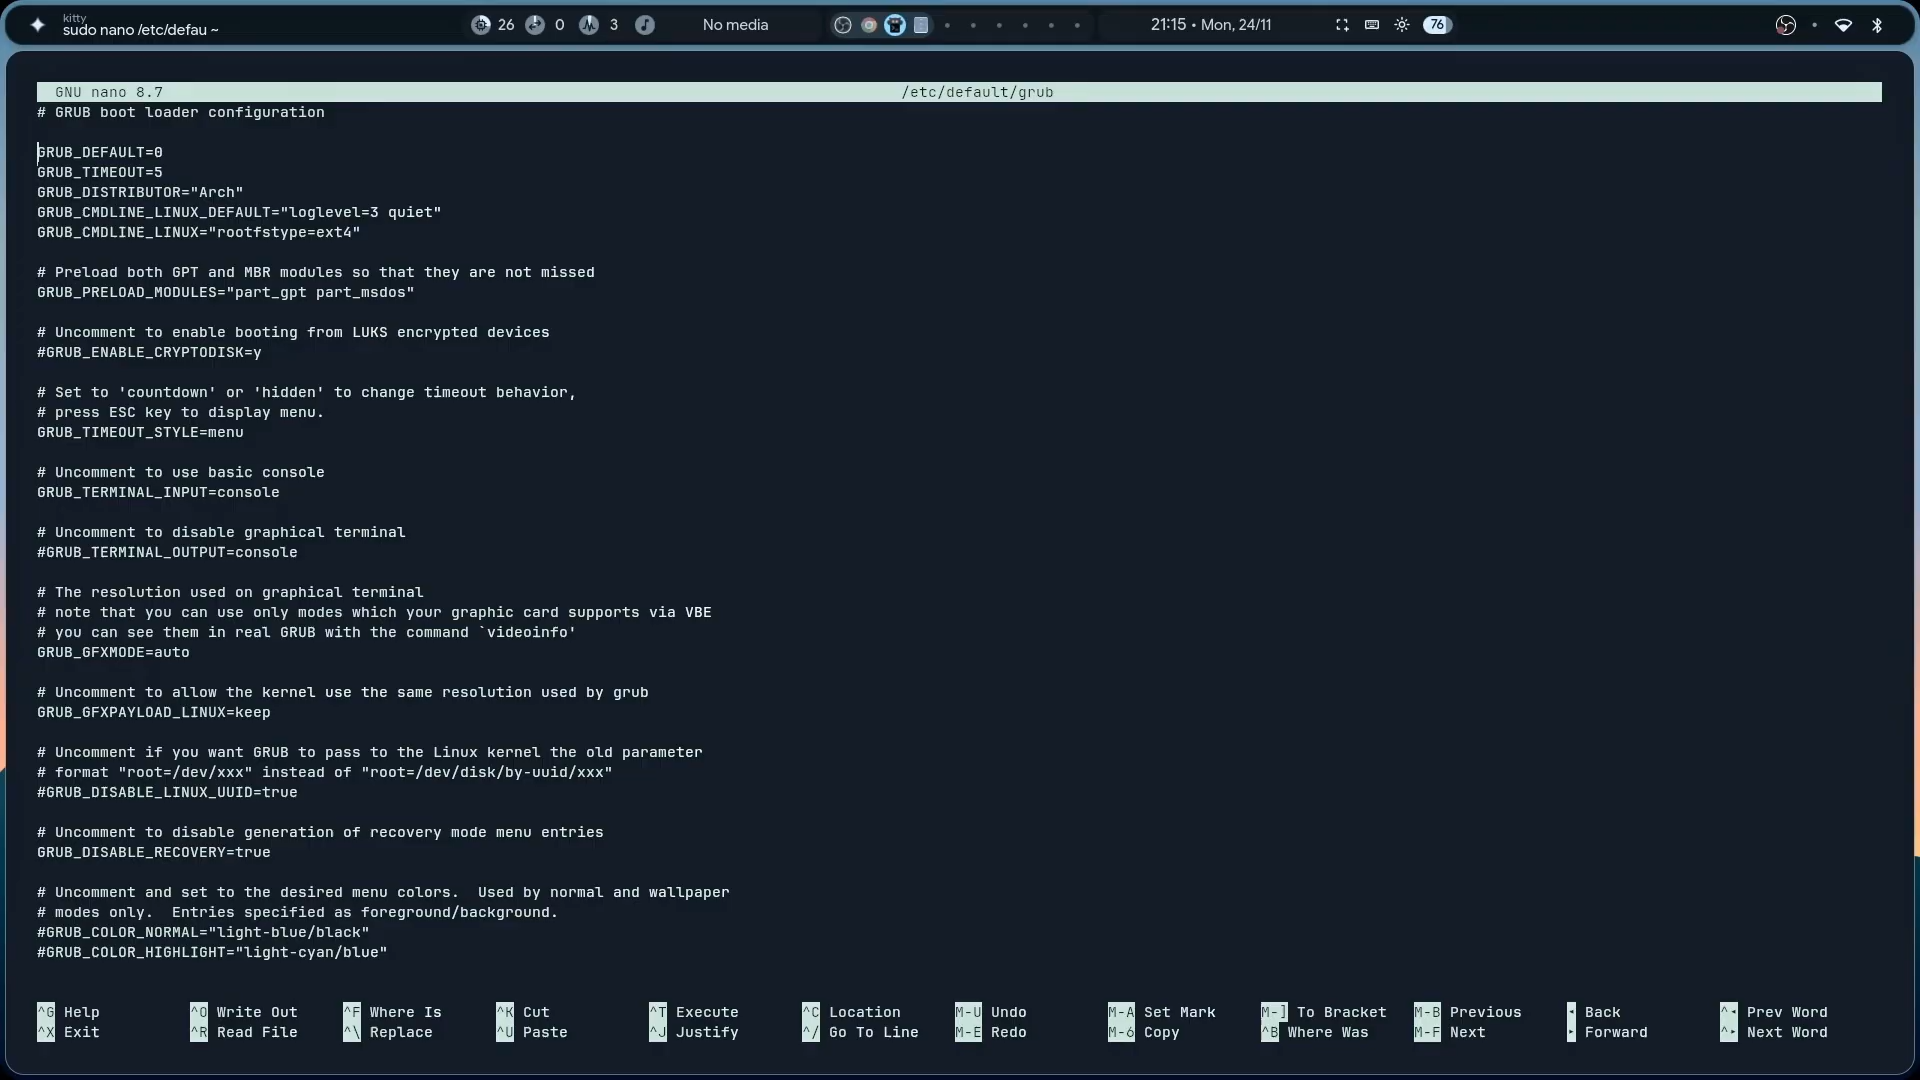 kitty
sudo nano /etc/defau ~
26 0 3 No media 21:15 • Mon, 24/11 76
GNU nano 8.7 /etc/default/grub
# GRUB boot loader configuration
GRUB_DEFAULT=0
GRUB_TIMEOUT=5
GRUB_DISTRIBUTOR="Arch"
GRUB_CMDLINE_LINUX_DEFAULT="loglevel=3 quiet"
GRUB_CMDLINE_LINUX="rootfstype=ext4"
# Preload both GPT and MBR modules so that they are not missed
GRUB_PRELOAD_MODULES="part_gpt part_msdos"
# Uncomment to enable booting from LUKS encrypted devices
#GRUB_ENABLE_CRYPTODISK=y
# Set to 'countdown' or 'hidden' to change timeout behavior,
# press ESC key to display menu.
GRUB_TIMEOUT_STYLE=menu
# Uncomment to use basic console
GRUB_TERMINAL_INPUT=console
# Uncomment to disable graphical terminal
#GRUB_TERMINAL_OUTPUT=console
# The resolution used on graphical terminal
# note that you can use only modes which your graphic card supports via VBE
# you can see them in real GRUB with the command `videoinfo'
GRUB_GFXMODE=auto
# Uncomment to allow the kernel use the same resolution used by grub
GRUB_GFXPAYLOAD_LINUX=keep
# Uncomment if you want GRUB to pass to the Linux kernel the old parameter
# format "root=/dev/xxx" instead of "root=/dev/disk/by-uuid/xxx"
#GRUB_DISABLE_LINUX_UUID=true
# Uncomment to disable generation of recovery mode menu entries
GRUB_DISABLE_RECOVERY=true
# Uncomment and set to the desired menu colors.  Used by normal and wallpaper
# modes only.  Entries specified as foreground/background.
#GRUB_COLOR_NORMAL="light-blue/black"
#GRUB_COLOR_HIGHLIGHT="light-cyan/blue"
^G Help ^O Write Out ^F Where Is ^K Cut ^T Execute ^C Location M-U Undo M-A Set Mark M-] To Bracket M-B Previous ◂ Back ^◂ Prev Word
^X Exit ^R Read File ^\ Replace ^U Paste ^J Justify ^/ Go To Line M-E Redo M-6 Copy ^B Where Was M-F Next ▸ Forward ^▸ Next Word